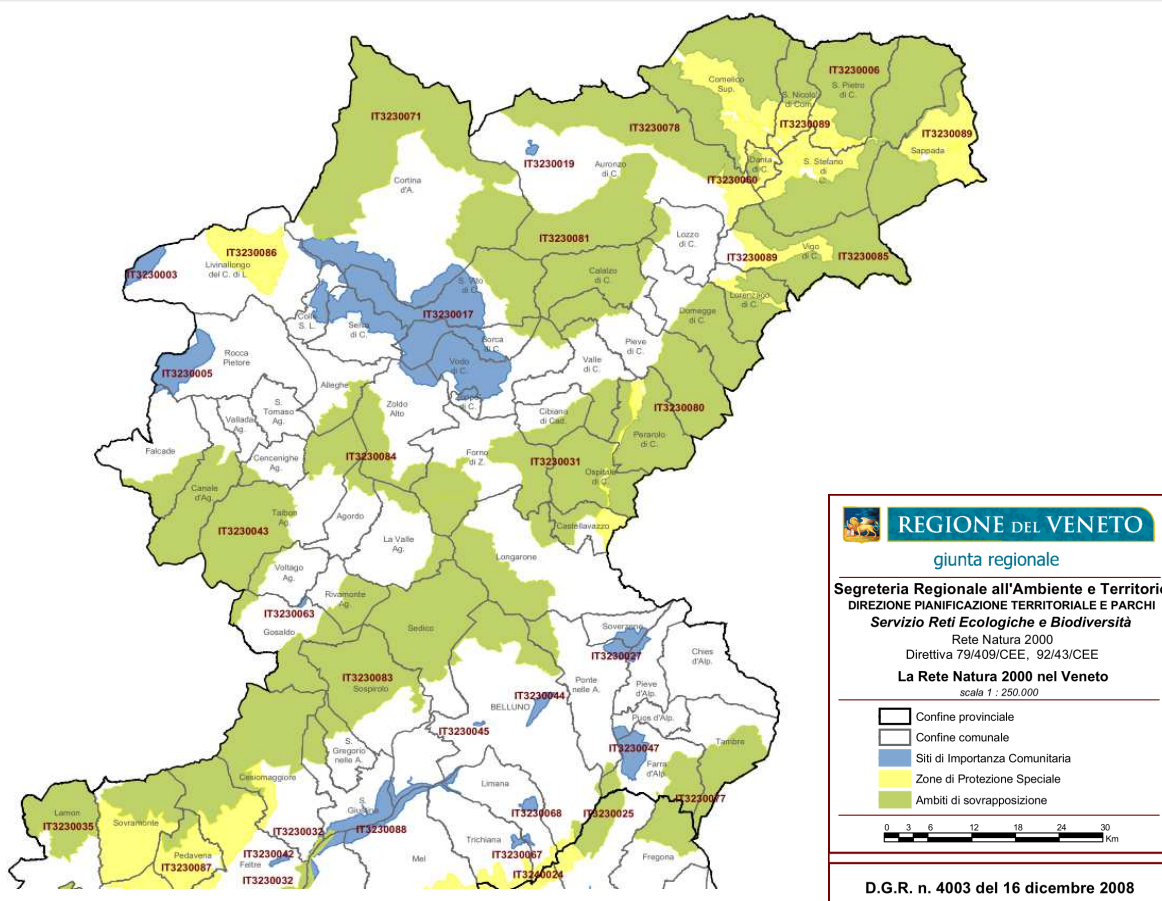 IT3230071
IT3230078
IT3230006
IT3230089
IT3230089
IT3230019
IT3230060
IT3230081
IT3230089
IT3230085
IT3230086
IT3230003
IT3230017
IT3230005
IT3230080
IT3230084
IT3230031
IT3230043
IT3230063
IT3230027
IT3230083
IT3230044
IT3230045
IT3230047
IT3230077
IT3230068
IT3230025
IT3230035
IT3230032
IT3230088
IT3230042
IT3230067
IT3230087
IT3230032
IT3240024
Comelico
Sup.
S. Nicolo'
di Com.
S. Pietro
di C.
Sappada
Danta
di C.
S. Stefano
di
C.
Auronzo
di C.
Cortina
d'A.
Lozzo
di C.
Vigo
di C.
Livinallongo
del C. di L.
Calalzo
di C.
Lorenzago
di C.
Domegge
di C.
S. Vito
di C.
Colle
S. L.
Selva
di C.
Borca
di C.
Vodo
di C.
Pieve
di C.
Valle
di C.
Rocca
Pietore
Alleghe
Zoldo
Alto
Cibiana
di Cad.
S.
Tomaso
Ag.
Vallada
Ag.
Falcade
Cencenighe
Ag.
Forno
di Z.
Perarolo
di C.
Ospitale
di C.
Canale
d'Ag.
Taibon
Ag.
Agordo
La Valle
Ag.
Castellavazzo
Longarone
Voltago
Ag.
Rivamonte
Ag.
Gosaldo
Sedico
Soverzene
Chies
d'Alp.
Sospirolo
BELLUNO
Ponte
nelle A.
Pieve
d'Alp.
Puos d'Alp.
Tambre
Farra
d'Alp.
S.
Gregorio
nelle A.
Cesiomaggiore
Limana
S.
Giustina
Lamon
Sovramonte
Pedavena
Feltre
Mel
Trichiana
Fregona
REGIONE DEL VENETO
giunta regionale
Segreteria Regionale all'Ambiente e Territorio
DIREZIONE PIANIFICAZIONE TERRITORIALE E PARCHI
Servizio Reti Ecologiche e Biodiversità
Rete Natura 2000
Direttiva 79/409/CEE, 92/43/CEE
La Rete Natura 2000 nel Veneto
scala 1 : 250.000
Confine provinciale
Confine comunale
Siti di Importanza Comunitaria
Zone di Protezione Speciale
Ambiti di sovrapposizione
0 3 6 12 18 24 30
Km
D.G.R. n. 4003 del 16 dicembre 2008